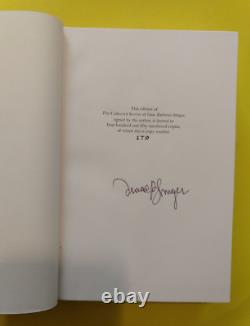 This edition of
The Collected Stories of Isaac Bashevis Singer,
signed by the author, is limited to
four hundred and fifty numbered copies,
of which this is copy number
179
Isaac B Singer